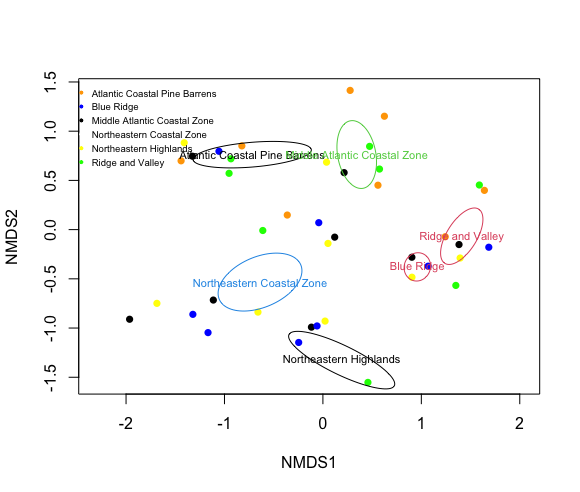 1.5
1.0
0.5
0.0
-0.5
-1.0
-1.5
NMDS2
Atlantic Coastal Pine Barrens
Blue Ridge
Middle Atlantic Coastal Zone
Northeastern Coastal Zone
Northeastern Highlands
Ridge and Valley
Atlantic Coastal Pine Barrens
Atlantic Coastal Zone
Ridge and Valley
Blue Ridge
Northeastern Coastal Zone
Northeastern Highlands
-2 -1 0 1 2
NMDS1